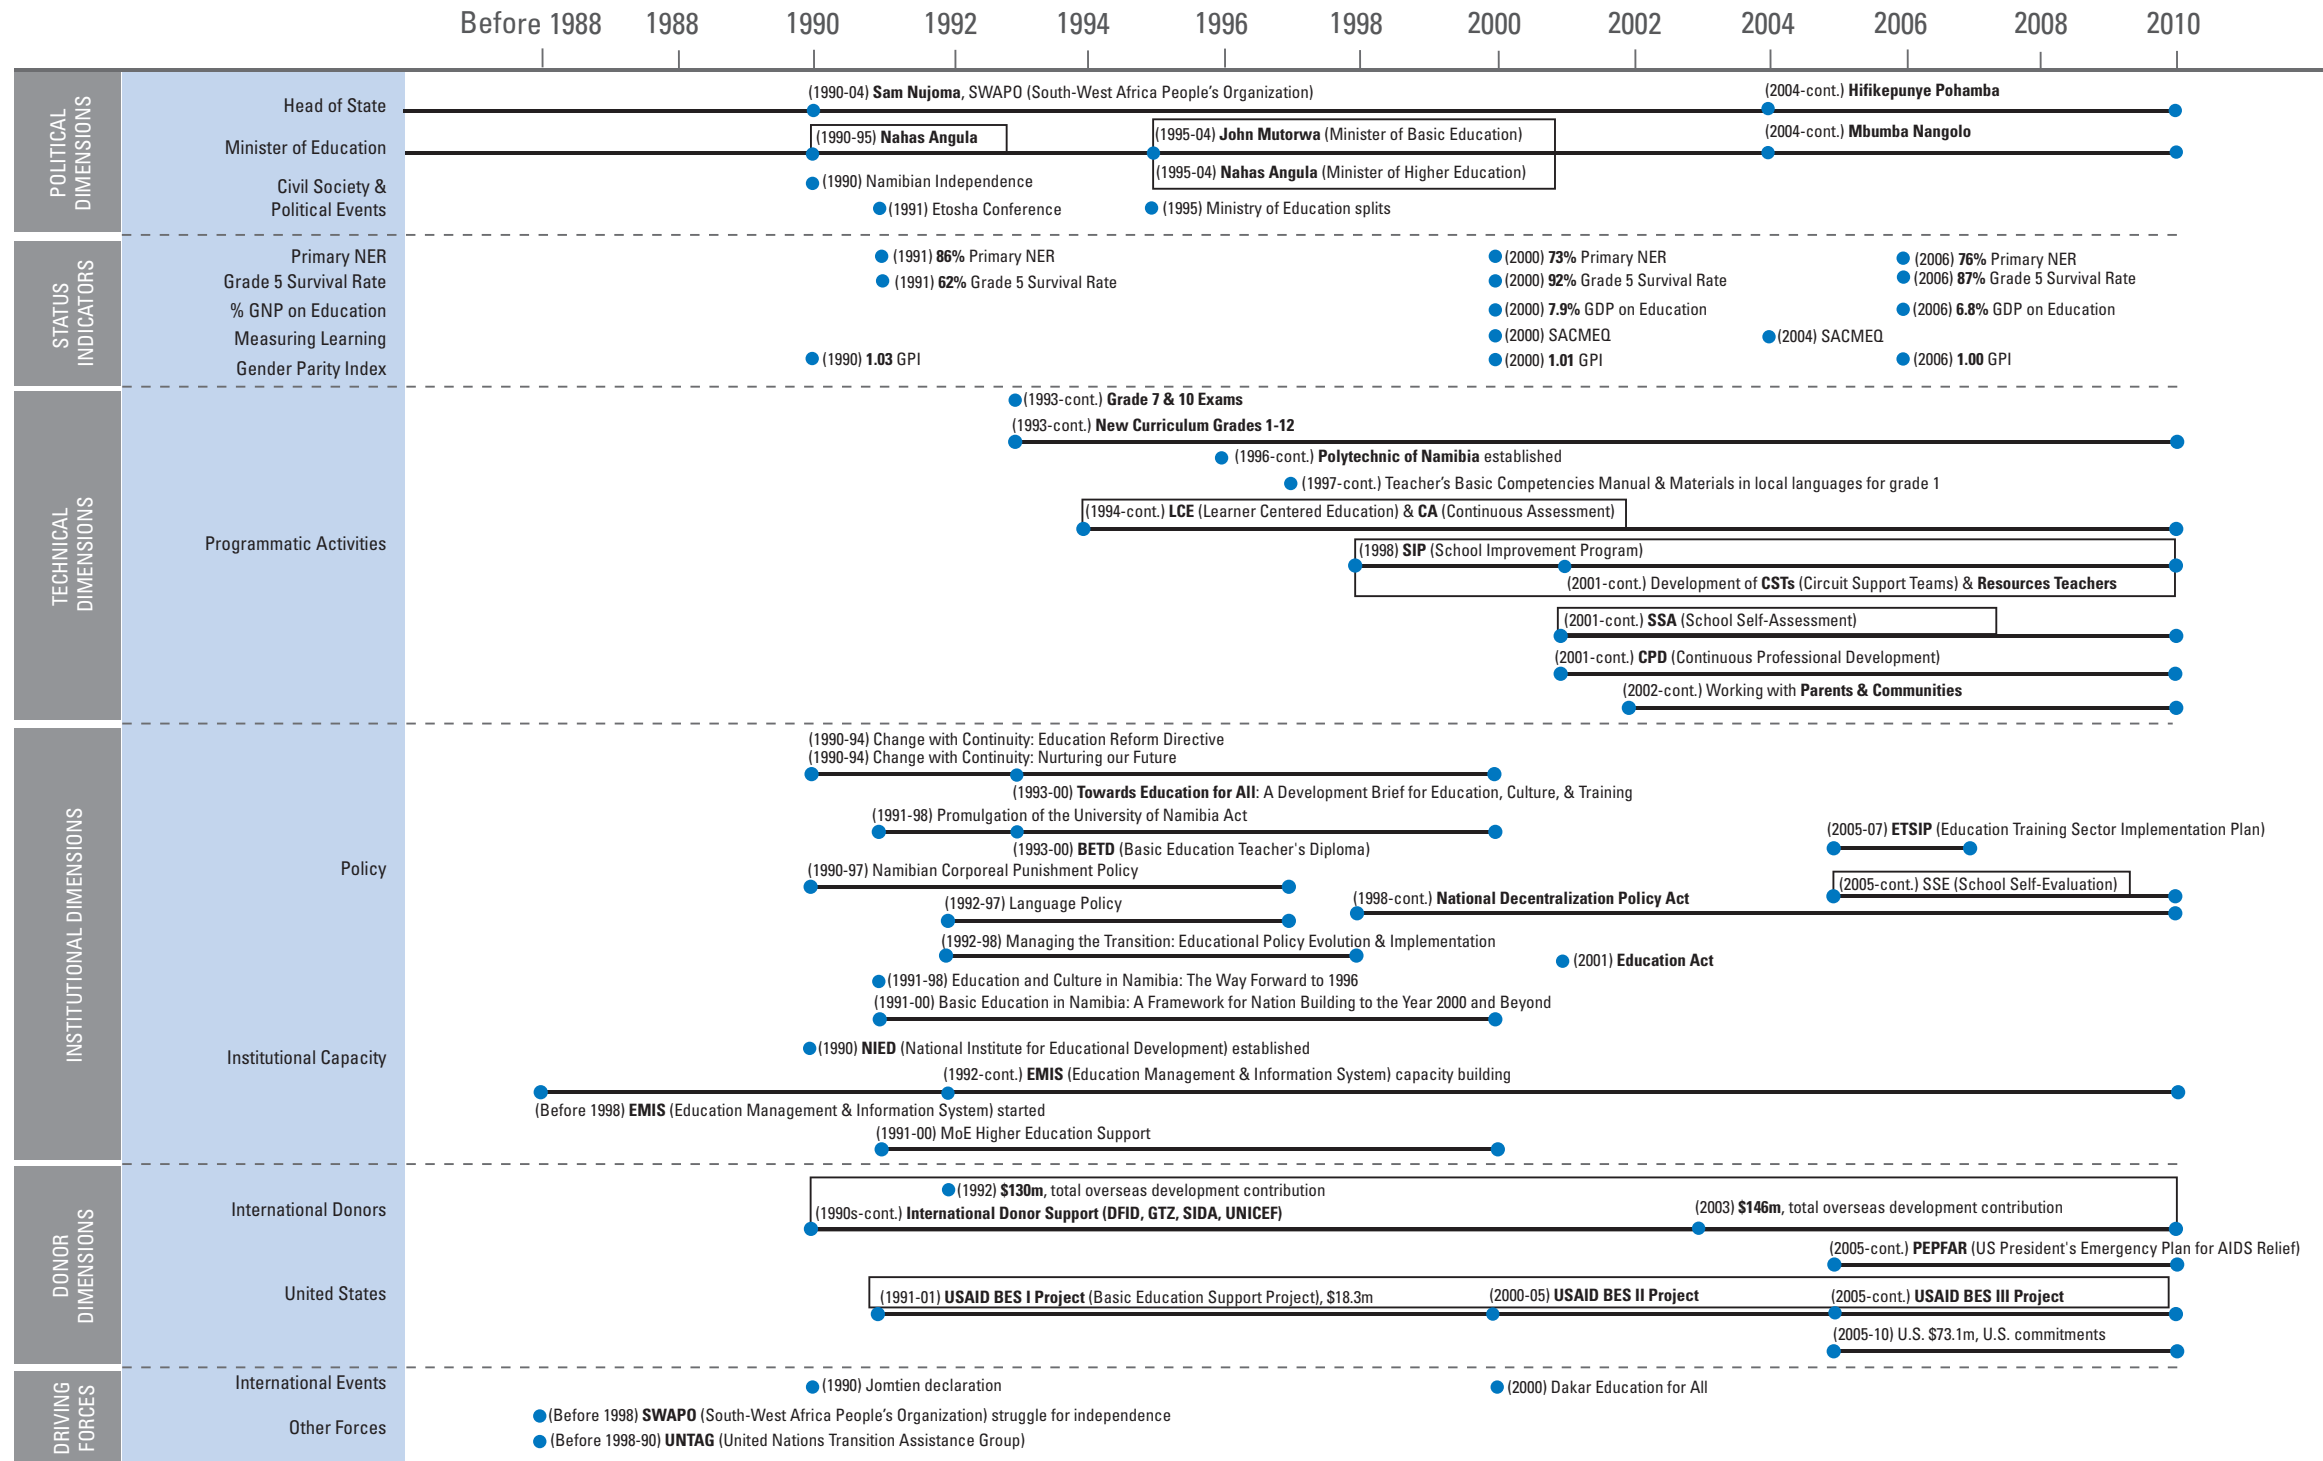 Before 1988 1988 1990 1992 1994 1996 1998 2000 2002 2004 2006 2008 2010
POLITICAL
DIMENSIONS
Head of State
(1990-04) Sam Nujoma, SWAPO (South-West Africa People's Organization)
(2004-cont.) Hifikepunye Pohamba
Minister of Education
(1990-95) Nahas Angula
(1995-04) John Mutorwa (Minister of Basic Education)
(2004-cont.) Mbumba Nangolo
(1995-04) Nahas Angula (Minister of Higher Education)
Civil Society &
Political Events
(1990) Namibian Independence
(1991) Etosha Conference
(1995) Ministry of Education splits
STATUS
INDICATORS
Primary NER
(1991) 86% Primary NER
(2000) 73% Primary NER
(2006) 76% Primary NER
Grade 5 Survival Rate
(1991) 62% Grade 5 Survival Rate
(2000) 92% Grade 5 Survival Rate
(2006) 87% Grade 5 Survival Rate
% GNP on Education
(2000) 7.9% GDP on Education
(2006) 6.8% GDP on Education
Measuring Learning
(2000) SACMEQ
(2004) SACMEQ
Gender Parity Index
(1990) 1.03 GPI
(2000) 1.01 GPI
(2006) 1.00 GPI
TECHNICAL
DIMENSIONS
Programmatic Activities
(1993-cont.) Grade 7 & 10 Exams
(1993-cont.) New Curriculum Grades 1-12
(1996-cont.) Polytechnic of Namibia established
(1997-cont.) Teacher's Basic Competencies Manual & Materials in local languages for grade 1
(1994-cont.) LCE (Learner Centered Education) & CA (Continuous Assessment)
(1998) SIP (School Improvement Program)
(2001-cont.) Development of CSTs (Circuit Support Teams) & Resources Teachers
(2001-cont.) SSA (School Self-Assessment)
(2001-cont.) CPD (Continuous Professional Development)
(2002-cont.) Working with Parents & Communities
INSTITUTIONAL DIMENSIONS
Policy
(1990-94) Change with Continuity: Education Reform Directive
(1990-94) Change with Continuity: Nurturing our Future
(1993-00) Towards Education for All: A Development Brief for Education, Culture, & Training
(1991-98) Promulgation of the University of Namibia Act
(2005-07) ETSIP (Education Training Sector Implementation Plan)
(1993-00) BETD (Basic Education Teacher's Diploma)
(1990-97) Namibian Corporeal Punishment Policy
(2005-cont.) SSE (School Self-Evaluation)
(1992-97) Language Policy
(1998-cont.) National Decentralization Policy Act
(1992-98) Managing the Transition: Educational Policy Evolution & Implementation
(2001) Education Act
(1991-98) Education and Culture in Namibia: The Way Forward to 1996
(1991-00) Basic Education in Namibia: A Framework for Nation Building to the Year 2000 and Beyond
Institutional Capacity
(1990) NIED (National Institute for Educational Development) established
(1992-cont.) EMIS (Education Management & Information System) capacity building
(Before 1998) EMIS (Education Management & Information System) started
(1991-00) MoE Higher Education Support
DONOR
DIMENSIONS
International Donors
(1992) $130m, total overseas development contribution
(1990s-cont.) International Donor Support (DFID, GTZ, SIDA, UNICEF)
(2003) $146m, total overseas development contribution
(2005-cont.) PEPFAR (US President's Emergency Plan for AIDS Relief)
United States
(1991-01) USAID BES I Project (Basic Education Support Project), $18.3m
(2000-05) USAID BES II Project
(2005-cont.) USAID BES III Project
(2005-10) U.S. $73.1m, U.S. commitments
DRIVING
FORCES
International Events
(1990) Jomtien declaration
(2000) Dakar Education for All
Other Forces
(Before 1998) SWAPO (South-West Africa People's Organization) struggle for independence
(Before 1998-90) UNTAG (United Nations Transition Assistance Group)